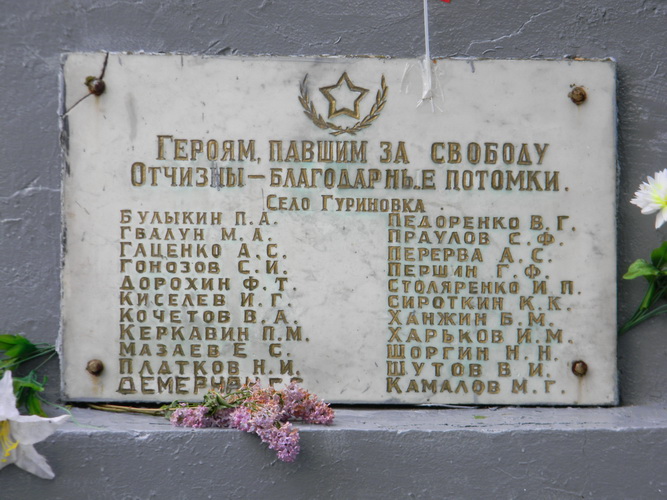 Героям, павшим за свободу
Отчизны — благодарные потомки.
Село Гуриновка
Булыкин П. А.
Гвалун М. А.
Гаценко А. С.
Гонозов С. И.
Дорохин Ф. Т.
Киселев И. Г.
Кочетов В. А.
Керкавин П. М.
Мазаев Е. С.
Платков Н. И.
Педоренко В. Г.
Праулов С. Ф.
Перерва А. С.
Першин Г. Ф.
Столяренко И. П.
Сироткин К. К.
Ханжин Б. М.
Харьков И. М.
Шоргин Н. Н.
Шутов В. И.
Камалов М. Г.